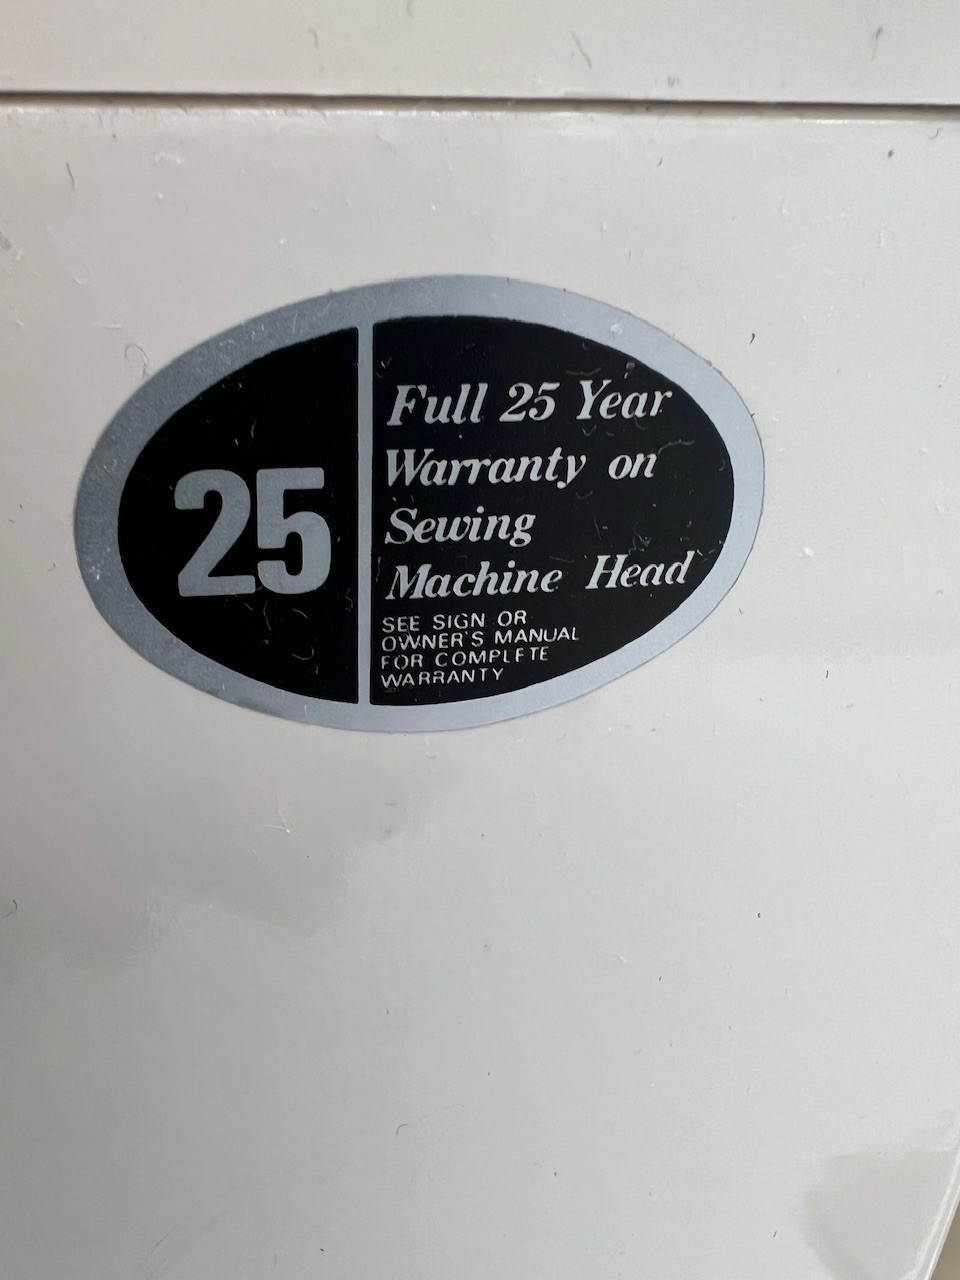 25
Full 25 Year
Warranty on
Sewing
Machine Head
SEE SIGN OR
OWNER'S MANUAL
FOR COMPLETE
WARRANTY